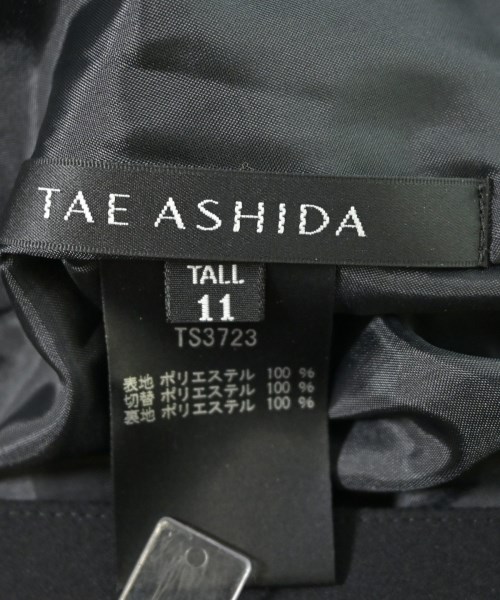 TAE ASHIDA
TALL
11
TS3723
表地 ポリエステル 100 %
切替 ポリエステル 100 %
裏地 ポリエステル 100 %